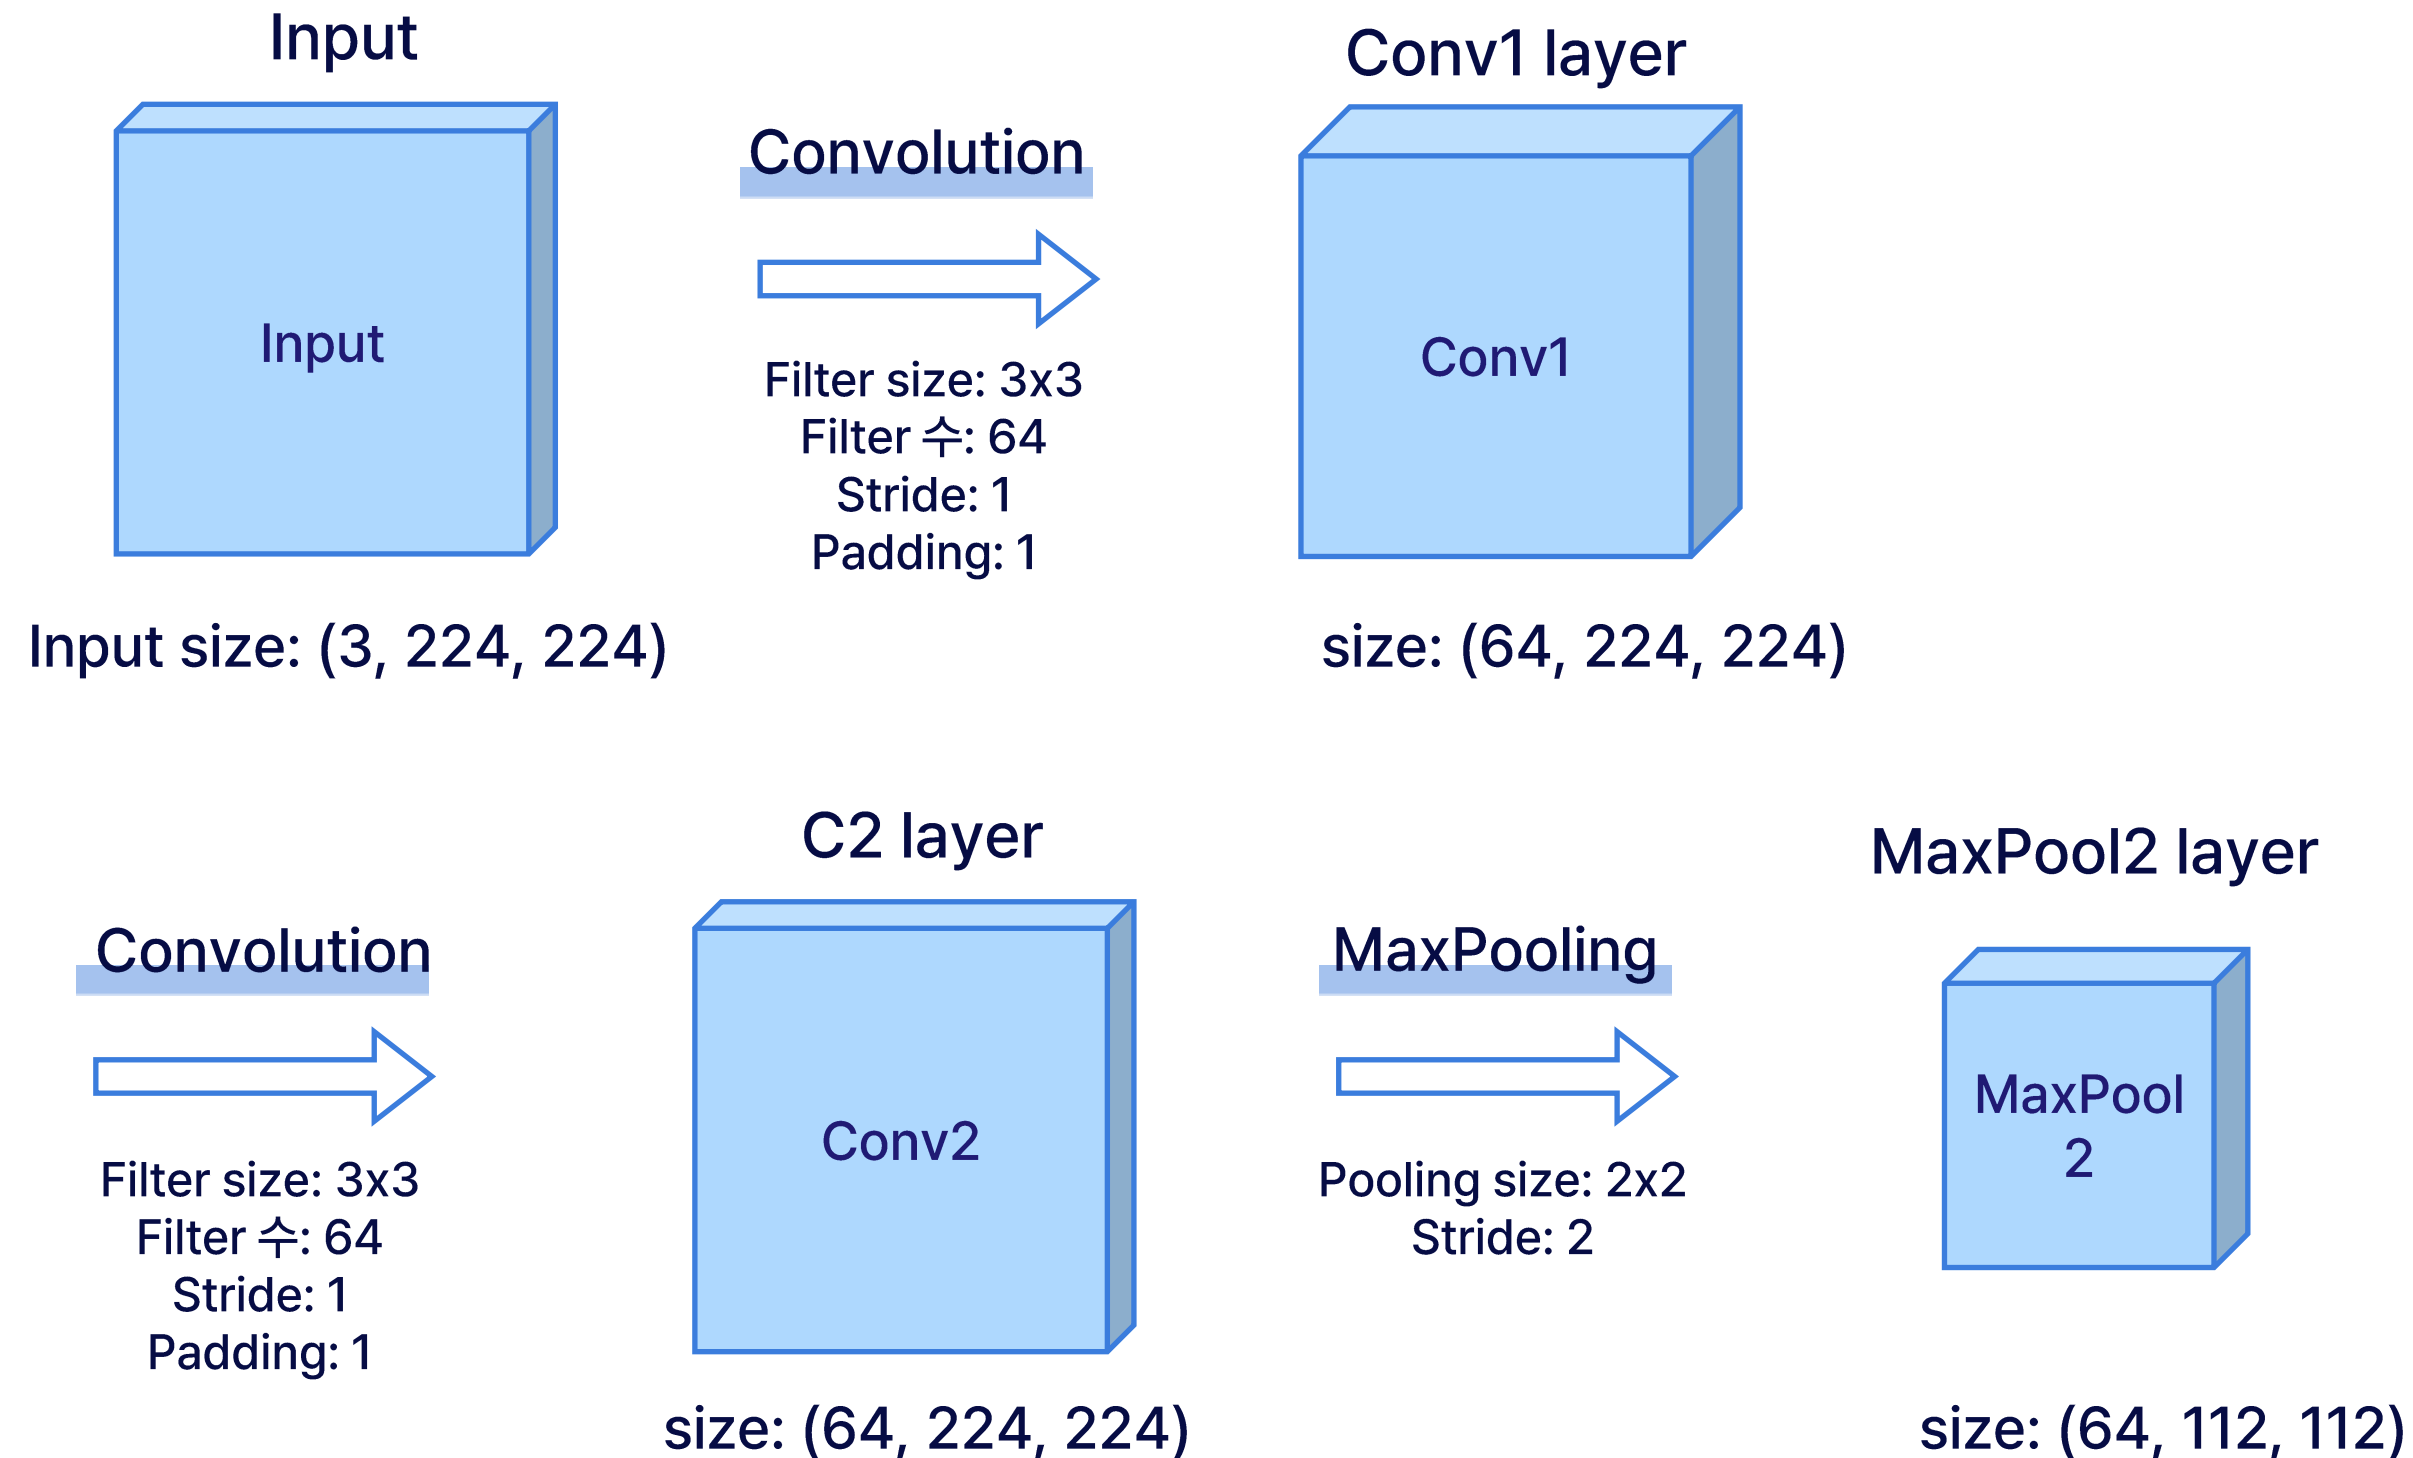 Input
Conv1 layer
Convolution
Input
Conv1
Filter size: 3x3
Filter 수: 64
Stride: 1
Padding: 1
Input size: (3, 224, 224)
size: (64, 224, 224)
C2 layer
MaxPool2 layer
Convolution
MaxPooling
Conv2
MaxPool
2
Filter size: 3x3
Filter 수: 64
Stride: 1
Padding: 1
Pooling size: 2x2
Stride: 2
size: (64, 224, 224)
size: (64, 112, 112)